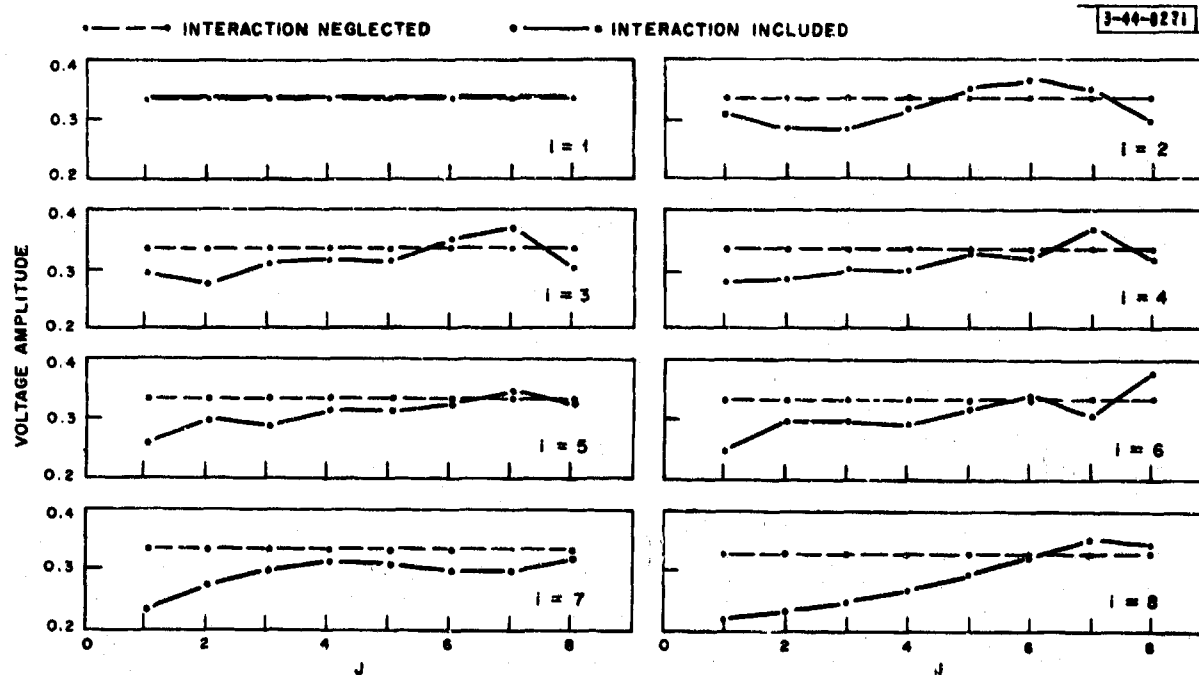 3-44-8271
INTERACTION NEGLECTED INTERACTION INCLUDED
VOLTAGE AMPLITUDE
0.4
0.3
0.2
i = 1
i = 2
0.4
0.3
0.2
i = 3
i = 4
0.4
0.3
0.2
i = 5
i = 6
0.4
0.3
0.2
i = 7
i = 8
0 2 4 6 8
0 2 4 6 8
J
J